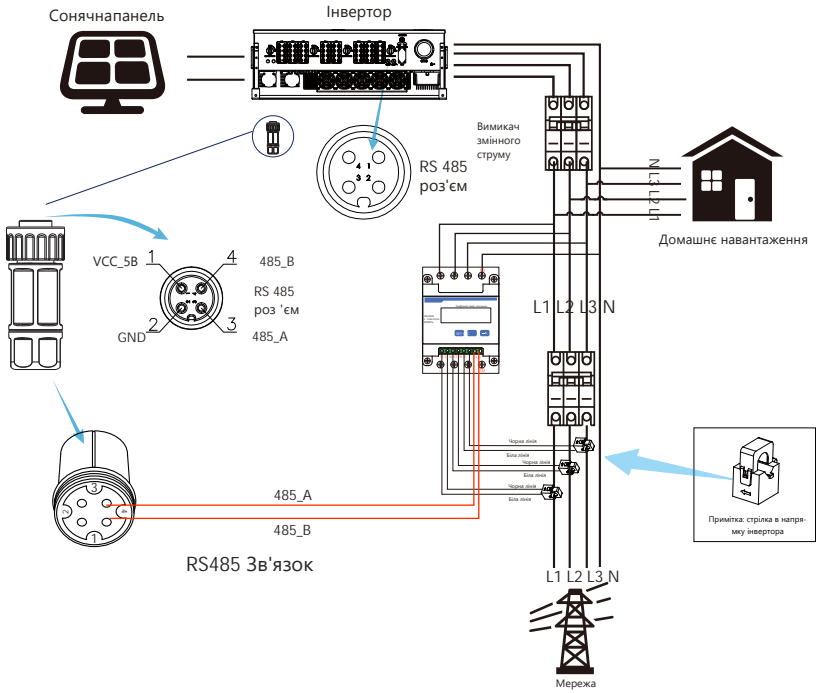 Сонячнапанель
Інвертор
4 1
3 2
RS 485
роз'єм
Вимикач
змінного
струму
N L3 L2 L1
Домашнє навантаження
VCC_5B 1
4 485_B
RS 485
роз 'єм
GND 2
3 485_A
L1 L2 L3 N
Чорна лінія
Біла лінія
Чорна лінія
Біла лінія
Чорна лінія
Біла лінія
3
2 4
1
485_A
485_B
RS485 Зв'язок
Примітка: стрілка в напря-
мку інвертора
L1 L2 L3 N
Мережа